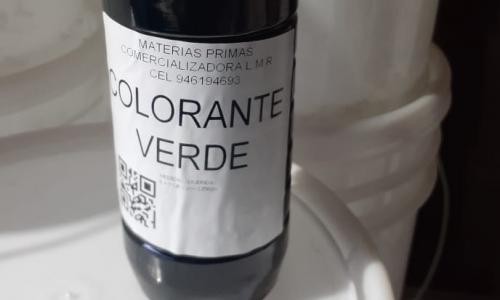 MATERIAS PRIMAS
COMERCIALIZADORA L M R
CEL 946194693
COLORANTE
VERDE